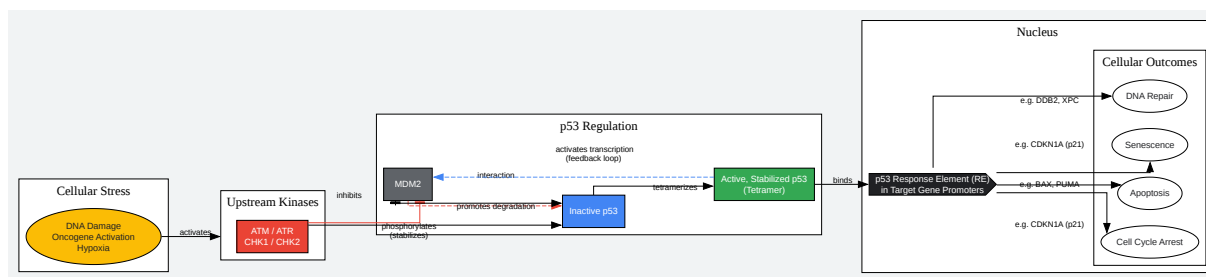 Cellular Stress
DNA Damage
Oncogene Activation
Hypoxia
activates
Upstream Kinases
ATM / ATR
CHK1 / CHK2
inhibits
phosphorylates
(stabilizes)
p53 Regulation
activates transcription
(feedback loop)
MDM2
interaction
promotes degradation
Inactive p53
tetramerizes
Active, Stabilized p53
(Tetramer)
binds
Nucleus
p53 Response Element (RE)
in Target Gene Promoters
e.g. DDB2, XPC
e.g. CDKN1A (p21)
e.g. BAX, PUMA
e.g. CDKN1A (p21)
Cellular Outcomes
DNA Repair
Senescence
Apoptosis
Cell Cycle Arrest